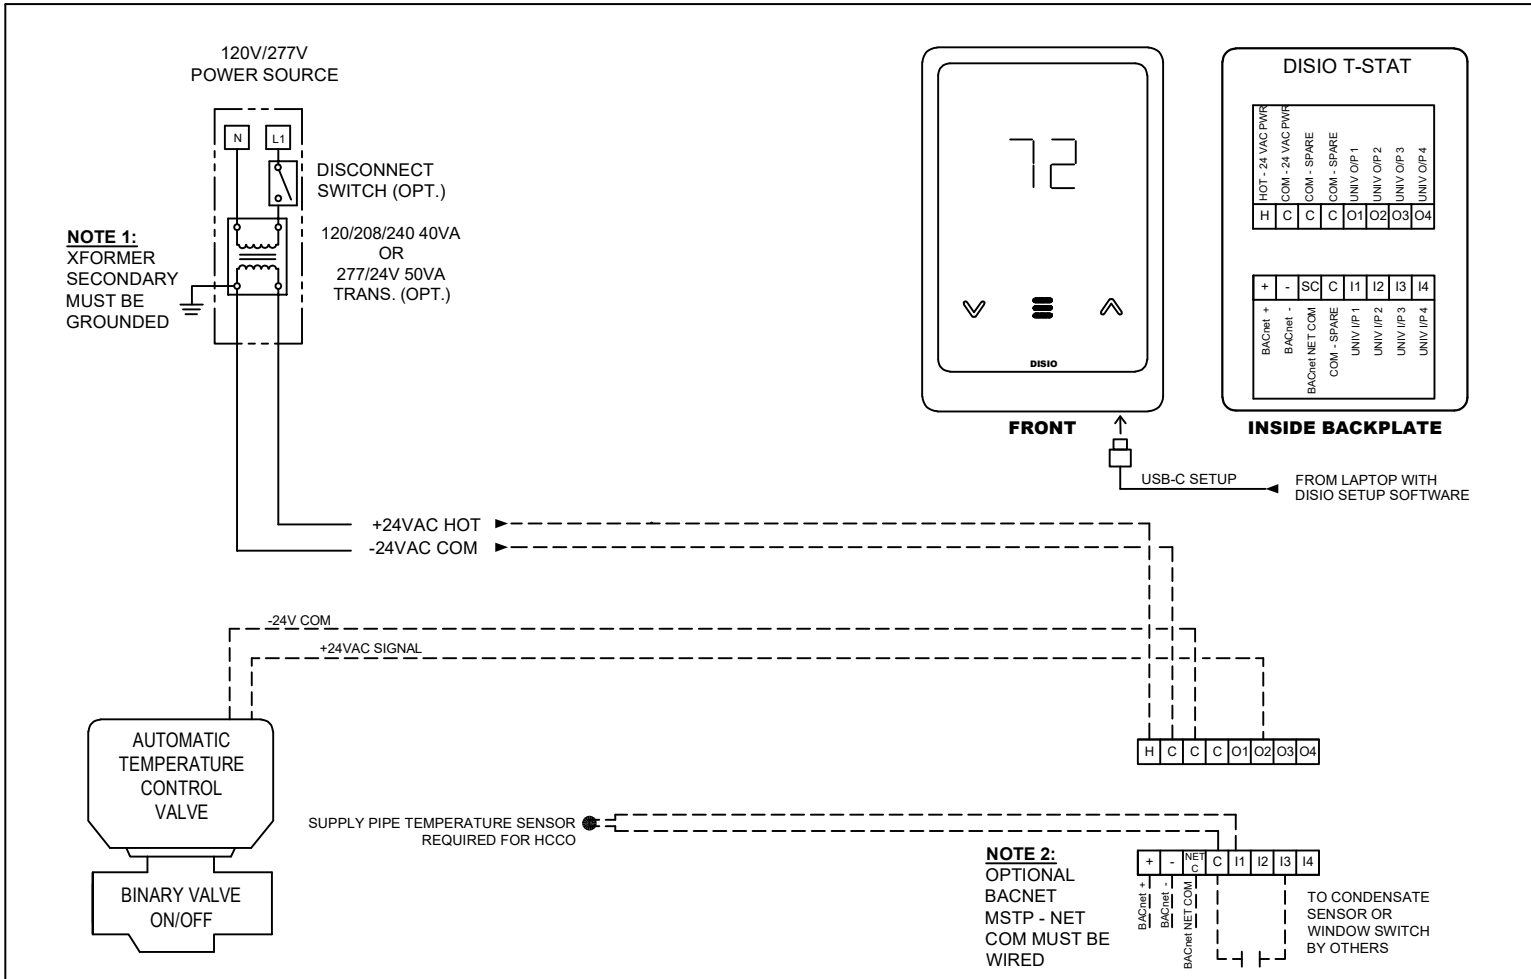 120V/277V
POWER SOURCE
N
L1
DISCONNECT
SWITCH (OPT.)
NOTE 1:
XFORMER
SECONDARY
MUST BE
GROUNDED
120/208/240 40VA
OR
277/24V 50VA
TRANS. (OPT.)
72
DISIO
FRONT
USB-C SETUP
FROM LAPTOP WITH
DISIO SETUP SOFTWARE
DISIO T-STAT
HOT - 24 VAC PWR
COM - 24 VAC PWR
COM - SPARE
COM - SPARE
UNIV O/P 1
UNIV O/P 2
UNIV O/P 3
UNIV O/P 4
H C C C O1 O2 O3 O4
+ - SC C I1 I2 I3 I4
BACnet +
BACnet -
BACnet NET COM
COM - SPARE
UNIV I/P 1
UNIV I/P 2
UNIV I/P 3
UNIV I/P 4
INSIDE BACKPLATE
+24VAC HOT
-24VAC COM
-24V COM
+24VAC SIGNAL
AUTOMATIC
TEMPERATURE
CONTROL
VALVE
BINARY VALVE
ON/OFF
H C C C O1 O2 O3 O4
SUPPLY PIPE TEMPERATURE SENSOR
REQUIRED FOR HCCO
NOTE 2:
OPTIONAL
BACNET
MSTP - NET
COM MUST BE
WIRED
+ - NET C C I1 I2 I3 I4
BACnet +
BACnet -
BACnet NET COM
TO CONDENSATE
SENSOR OR
WINDOW SWITCH
BY OTHERS